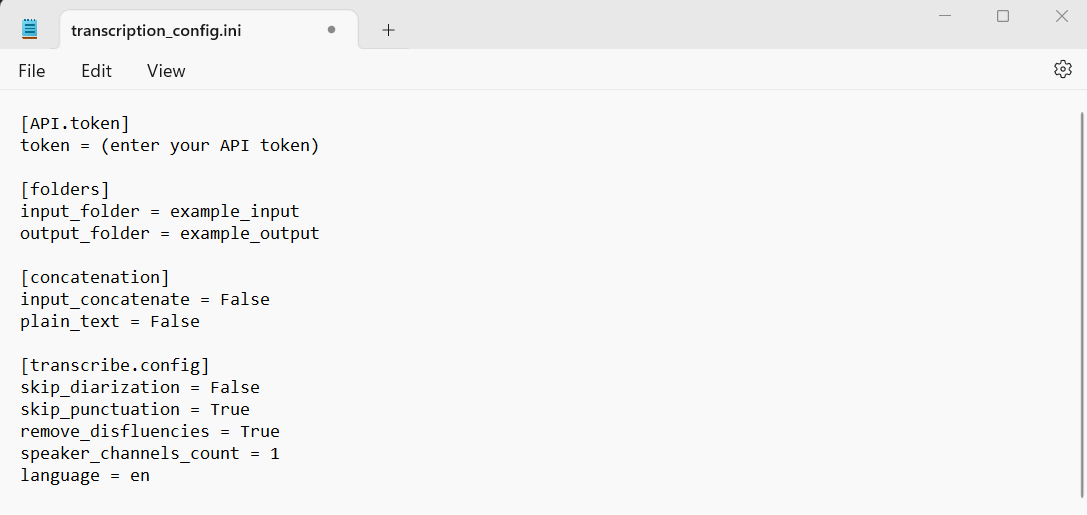 transcription_config.ini
File Edit View
[API.token]
token = (enter your API token)
[folders]
input_folder = example_input
output_folder = example_output
[concatenation]
input_concatenate = False
plain_text = False
[transcribe.config]
skip_diarization = False
skip_punctuation = True
remove_disfluencies = True
speaker_channels_count = 1
language = en